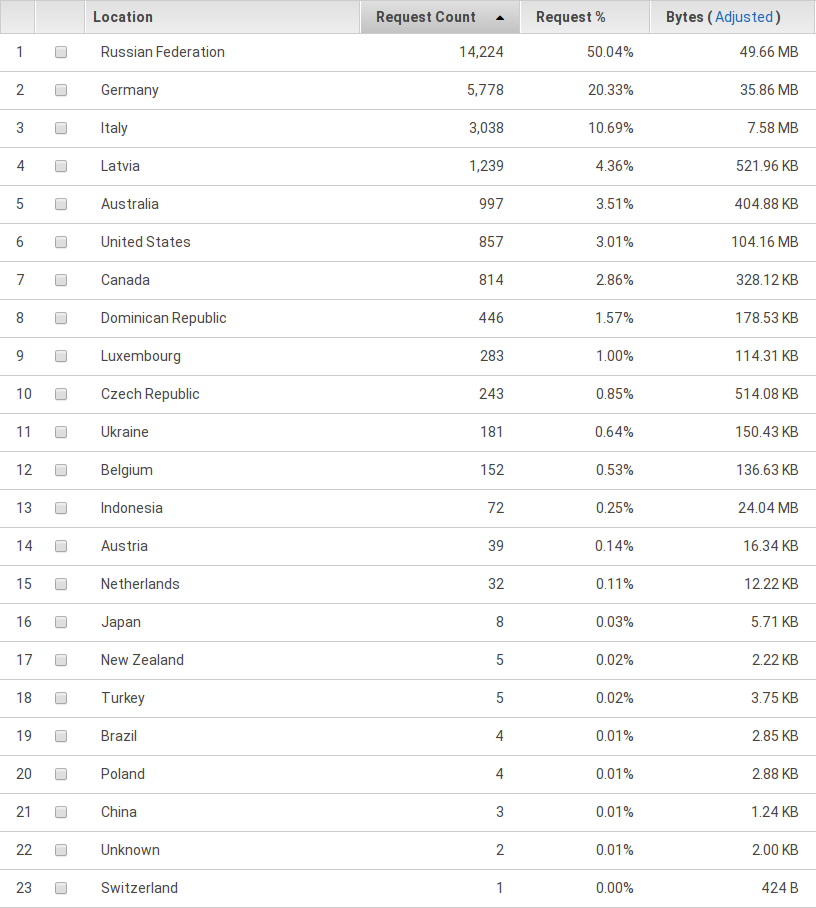 Location Request Count Request % Bytes ( Adjusted )
1 Russian Federation 14,224 50.04% 49.66 MB
2 Germany 5,778 20.33% 35.86 MB
3 Italy 3,038 10.69% 7.58 MB
4 Latvia 1,239 4.36% 521.96 KB
5 Australia 997 3.51% 404.88 KB
6 United States 857 3.01% 104.16 MB
7 Canada 814 2.86% 328.12 KB
8 Dominican Republic 446 1.57% 178.53 KB
9 Luxembourg 283 1.00% 114.31 KB
10 Czech Republic 243 0.85% 514.08 KB
11 Ukraine 181 0.64% 150.43 KB
12 Belgium 152 0.53% 136.63 KB
13 Indonesia 72 0.25% 24.04 MB
14 Austria 39 0.14% 16.34 KB
15 Netherlands 32 0.11% 12.22 KB
16 Japan 8 0.03% 5.71 KB
17 New Zealand 5 0.02% 2.22 KB
18 Turkey 5 0.02% 3.75 KB
19 Brazil 4 0.01% 2.85 KB
20 Poland 4 0.01% 2.88 KB
21 China 3 0.01% 1.24 KB
22 Unknown 2 0.01% 2.00 KB
23 Switzerland 1 0.00% 424 B